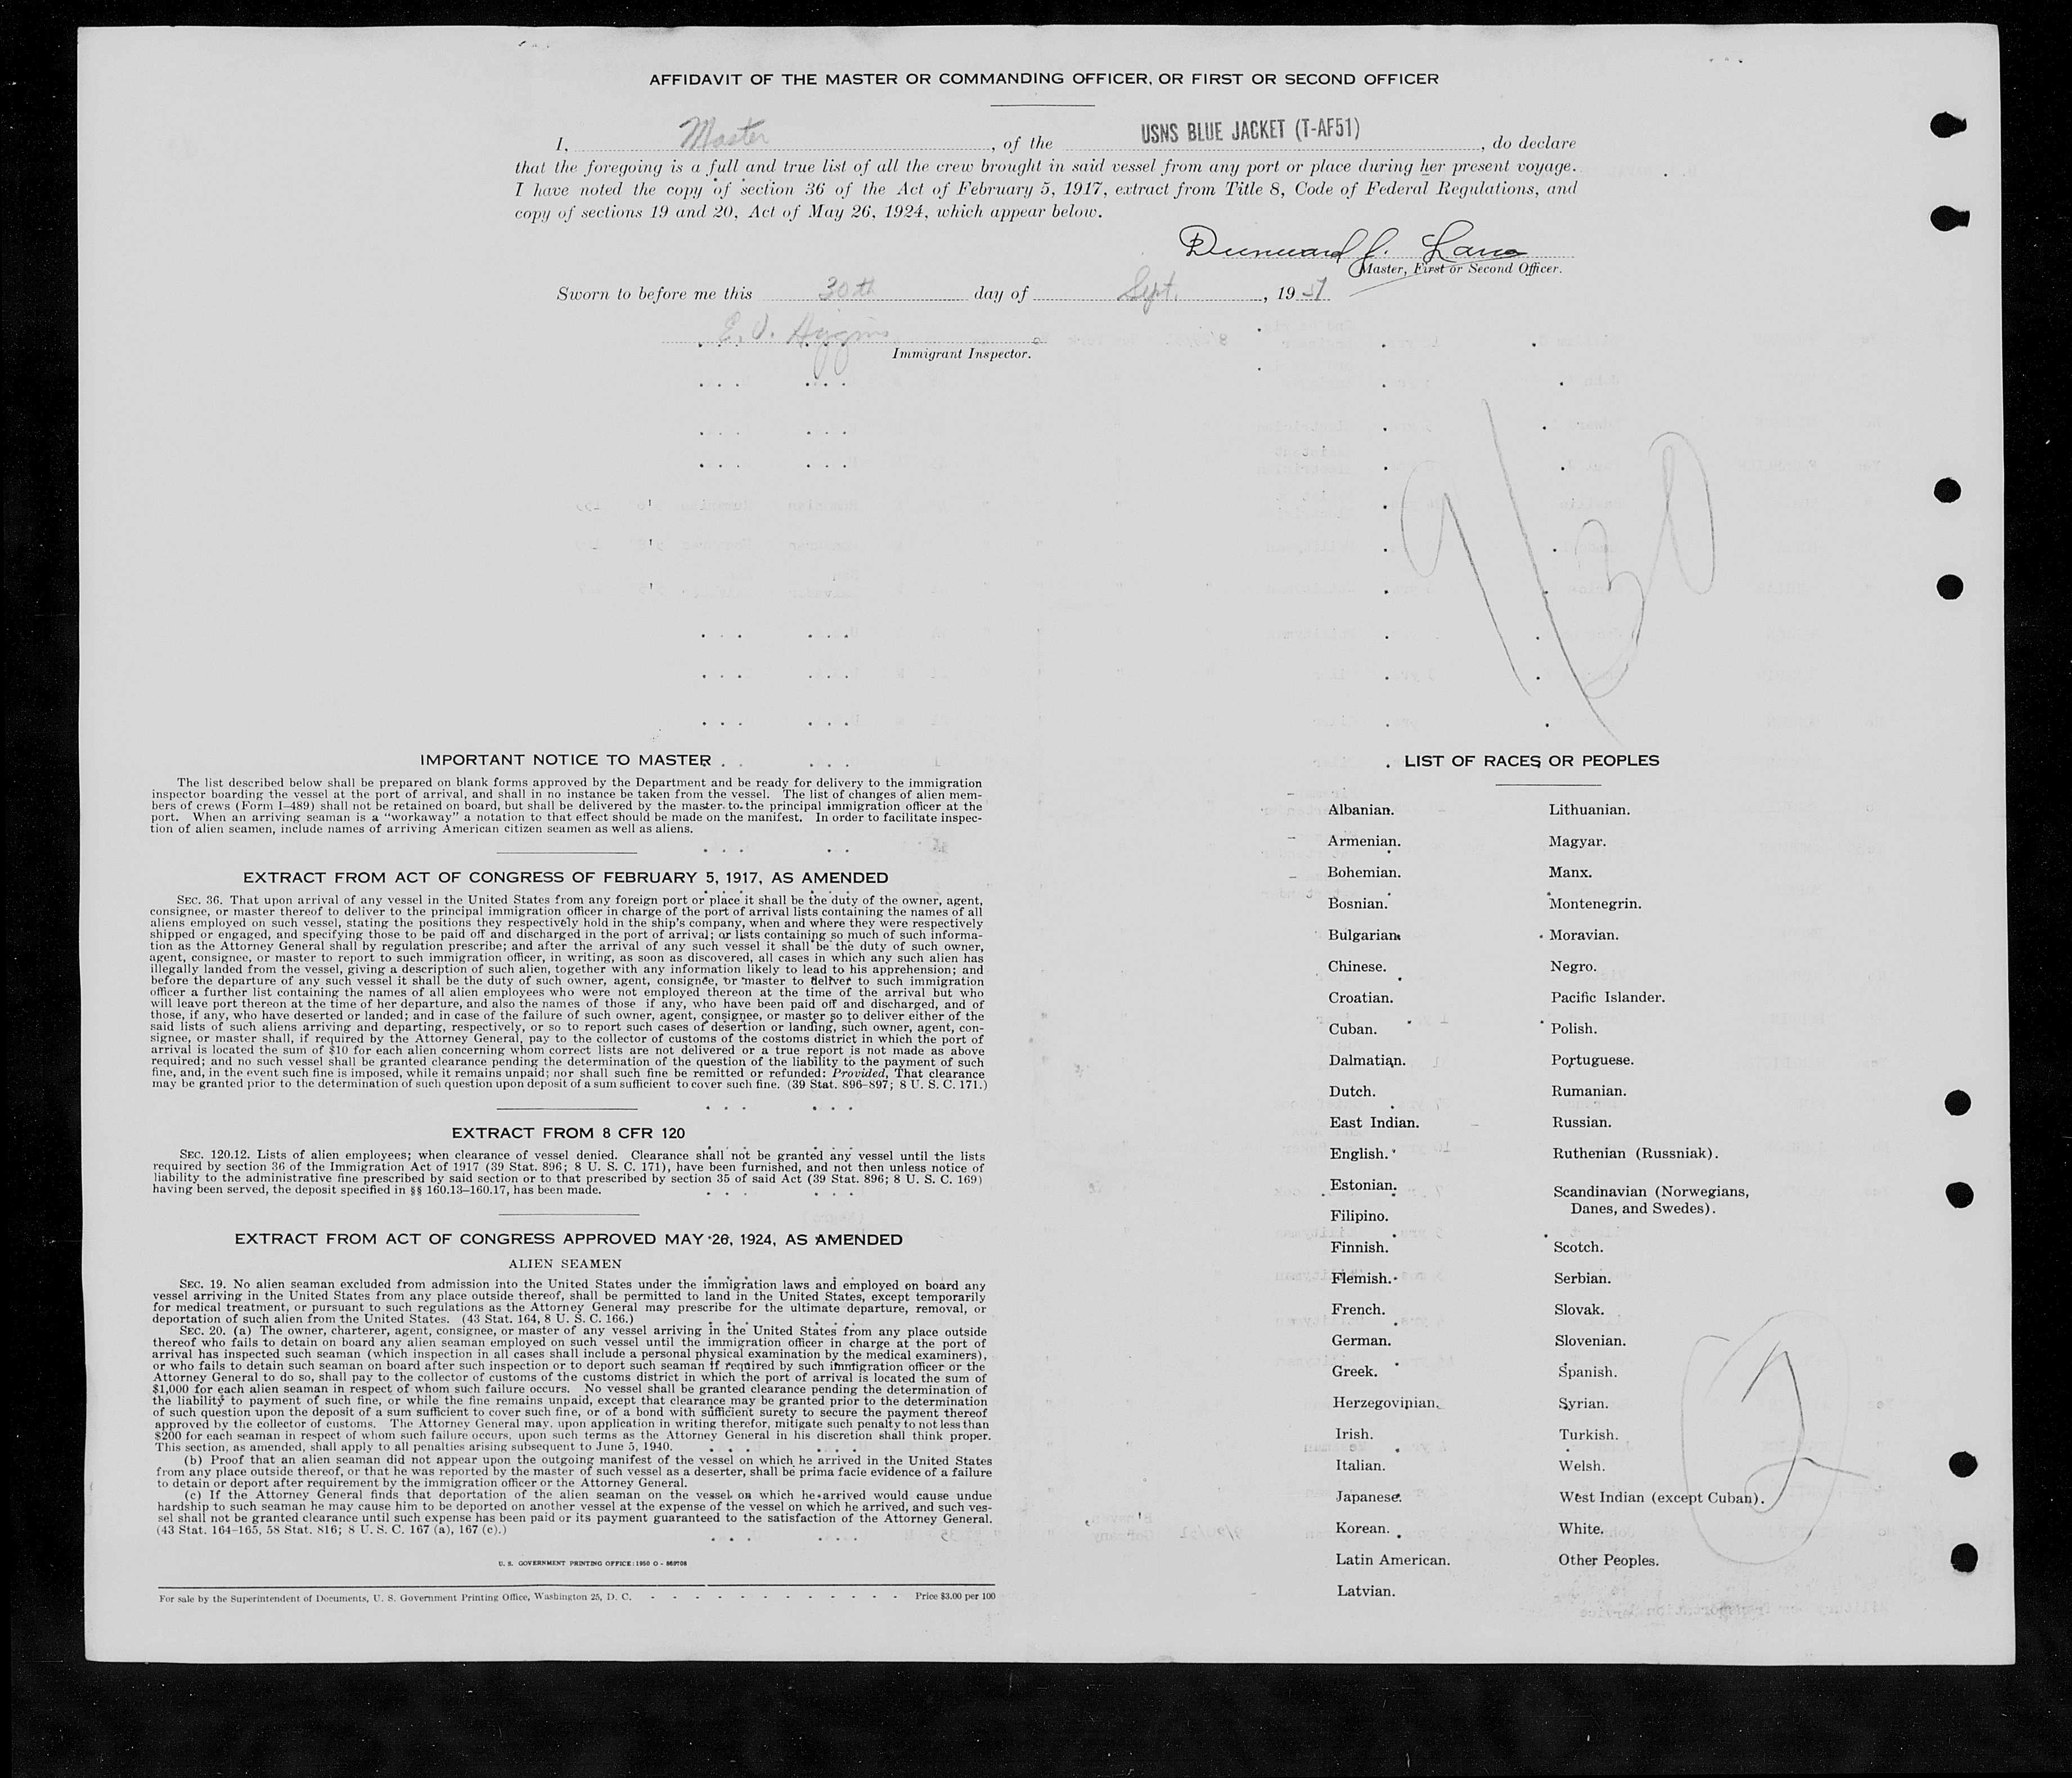 AFFIDAVIT OF THE MASTER OR COMMANDING OFFICER, OR FIRST OR SECOND OFFICER
I, Master, of the USNS BLUE JACKET (T-AF51), do declare
that the foregoing is a full and true list of all the crew brought in said vessel from any port or place during her present voyage.
I have noted the copy of section 36 of the Act of February 5, 1917, extract from Title 8, Code of Federal Regulations, and
copy of sections 19 and 20, Act of May 26, 1924, which appear below.
Master, First or Second Officer.
Sworn to before me this 30th day of Sept., 1951
E. V. Higgins
Immigrant Inspector.
9/30
IMPORTANT NOTICE TO MASTER
The list described below shall be prepared on blank forms approved by the Department and be ready for delivery to the immigration
inspector boarding the vessel at the port of arrival, and shall in no instance be taken from the vessel. The list of changes of alien mem-
bers of crews (Form I–489) shall not be retained on board, but shall be delivered by the master to the principal immigration officer at the
port. When an arriving seaman is a “workaway” a notation to that effect should be made on the manifest. In order to facilitate inspec-
tion of alien seamen, include names of arriving American citizen seamen as well as aliens.
EXTRACT FROM ACT OF CONGRESS OF FEBRUARY 5, 1917, AS AMENDED
SEC. 36. That upon arrival of any vessel in the United States from any foreign port or place it shall be the duty of the owner, agent,
consignee, or master thereof to deliver to the principal immigration officer in charge of the port of arrival lists containing the names of all
aliens employed on such vessel, stating the positions they respectively hold in the ship's company, when and where they were respectively
shipped or engaged, and specifying those to be paid off and discharged in the port of arrival; or lists containing so much of such informa-
tion as the Attorney General shall by regulation prescribe; and after the arrival of any such vessel it shall be the duty of such owner,
agent, consignee, or master to report to such immigration officer, in writing, as soon as discovered, all cases in which any such alien has
illegally landed from the vessel, giving a description of such alien, together with any information likely to lead to his apprehension; and
before the departure of any such vessel it shall be the duty of such owner, agent, consignee, or master to deliver to such immigration
officer a further list containing the names of all alien employees who were not employed thereon at the time of the arrival but who
will leave port thereon at the time of her departure, and also the names of those if any, who have been paid off and discharged, and of
those, if any, who have deserted or landed; and in case of the failure of such owner, agent, consignee, or master so to deliver either of the
said lists of such aliens arriving and departing, respectively, or so to report such cases of desertion or landing, such owner, agent, con-
signee, or master shall, if required by the Attorney General, pay to the collector of customs of the costoms district in which the port of
arrival is located the sum of $10 for each alien concerning whom correct lists are not delivered or a true report is not made as above
required; and no such vessel shall be granted clearance pending the determination of the question of the liability to the payment of such
fine, and, in the event such fine is imposed, while it remains unpaid; nor shall such fine be remitted or refunded: Provided, That clearance
may be granted prior to the determination of such question upon deposit of a sum sufficient to cover such fine. (39 Stat. 896–897; 8 U. S. C. 171.)
EXTRACT FROM 8 CFR 120
SEC. 120.12. Lists of alien employees; when clearance of vessel denied. Clearance shall not be granted any vessel until the lists
required by section 36 of the Immigration Act of 1917 (39 Stat. 896; 8 U. S. C. 171), have been furnished, and not then unless notice of
liability to the administrative fine prescribed by said section or to that prescribed by section 35 of said Act (39 Stat. 896; 8 U. S. C. 169)
having been served, the deposit specified in §§ 160.13–160.17, has been made.
EXTRACT FROM ACT OF CONGRESS APPROVED MAY 26, 1924, AS AMENDED
ALIEN SEAMEN
SEC. 19. No alien seaman excluded from admission into the United States under the immigration laws and employed on board any
vessel arriving in the United States from any place outside thereof, shall be permitted to land in the United States, except temporarily
for medical treatment, or pursuant to such regulations as the Attorney General may prescribe for the ultimate departure, removal, or
deportation of such alien from the United States. (43 Stat. 164, 8 U. S. C. 166.)
SEC. 20. (a) The owner, charterer, agent, consignee, or master of any vessel arriving in the United States from any place outside
thereof who fails to detain on board any alien seaman employed on such vessel until the immigration officer in charge at the port of
arrival has inspected such seaman (which inspection in all cases shall include a personal physical examination by the medical examiners),
or who fails to detain such seaman on board after such inspection or to deport such seaman if required by such immigration officer or the
Attorney General to do so, shall pay to the collector of customs of the customs district in which the port of arrival is located the sum of
$1,000 for each alien seaman in respect of whom such failure occurs. No vessel shall be granted clearance pending the determination of
the liability to payment of such fine, or while the fine remains unpaid, except that clearance may be granted prior to the determination
of such question upon the deposit of a sum sufficient to cover such fine, or of a bond with sufficient surety to secure the payment thereof
approved by the collector of customs. The Attorney General may, upon application in writing therefor, mitigate such penalty to not less than
$200 for each seaman in respect of whom such failure occurs, upon such terms as the Attorney General in his discretion shall think proper.
This section, as amended, shall apply to all penalties arising subsequent to June 5, 1940.
(b) Proof that an alien seaman did not appear upon the outgoing manifest of the vessel on which he arrived in the United States
from any place outside thereof, or that he was reported by the master of such vessel as a deserter, shall be prima facie evidence of a failure
to detain or deport after requirement by the immigration officer or the Attorney General.
(c) If the Attorney General finds that deportation of the alien seaman on the vessel on which he arrived would cause undue
hardship to such seaman he may cause him to be deported on another vessel at the expense of the vessel on which he arrived, and such ves-
sel shall not be granted clearance until such expense has been paid or its payment guaranteed to the satisfaction of the Attorney General.
(43 Stat. 164–165, 58 Stat. 816; 8 U. S. C. 167 (a), 167 (c).)
U. S. GOVERNMENT PRINTING OFFICE: 1950 O - 869708
For sale by the Superintendent of Documents, U. S. Government Printing Office, Washington 25, D. C. - - - - - - - - - - - Price $3.00 per 100
LIST OF RACES OR PEOPLES
Albanian.
Armenian.
Bohemian.
Bosnian.
Bulgarian.
Chinese.
Croatian.
Cuban.
Dalmatian.
Dutch.
East Indian.
English.
Estonian.
Filipino.
Finnish.
Flemish.
French.
German.
Greek.
Herzegovinian.
Irish.
Italian.
Japanese.
Korean.
Latin American.
Latvian.
Lithuanian.
Magyar.
Manx.
Montenegrin.
Moravian.
Negro.
Pacific Islander.
Polish.
Portuguese.
Rumanian.
Russian.
Ruthenian (Russniak).
Scandinavian (Norwegians,
Danes, and Swedes).
Scotch.
Serbian.
Slovak.
Slovenian.
Spanish.
Syrian.
Turkish.
Welsh.
West Indian (except Cuban).
White.
Other Peoples.
2